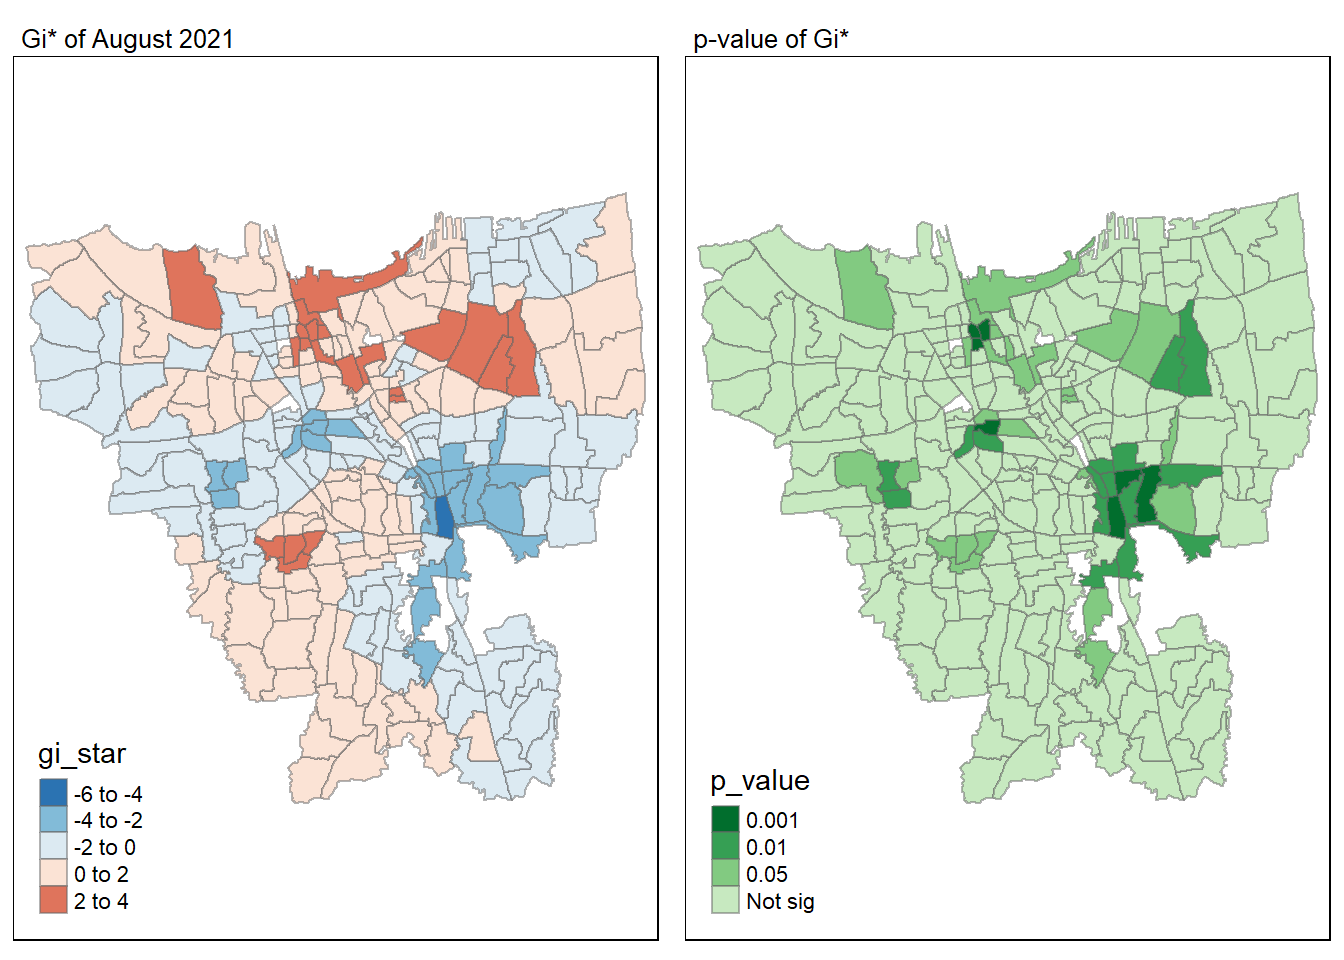 Gi* of August 2021
gi_star
-6 to -4
-4 to -2
-2 to 0
0 to 2
2 to 4
p-value of Gi*
p_value
0.001
0.01
0.05
Not sig